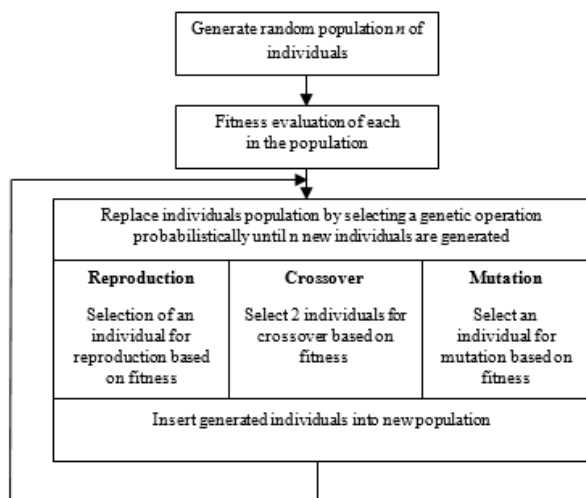 Generate random population n of
individuals
Fitness evaluation of each
in the population
Replace individuals population by selecting a genetic operation
probabilistically until n new individuals are generated
Reproduction
Selection of an
individual for
reproduction based
on fitness
Crossover
Select 2 individuals for
crossover based on
fitness
Mutation
Select an
individual for
mutation based on
fitness
Insert generated individuals into new population